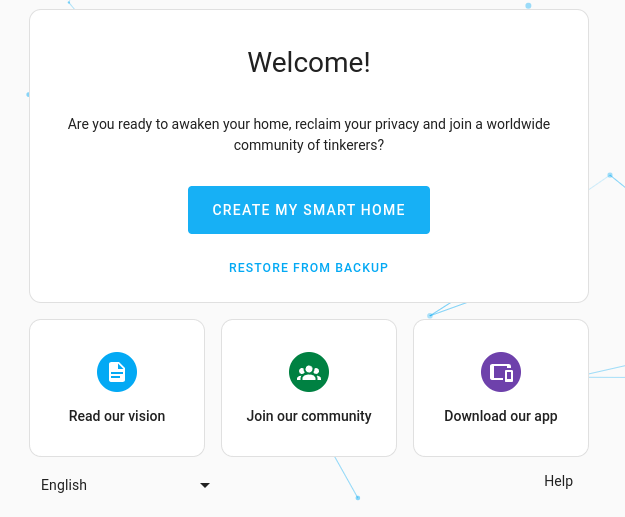 Welcome!
Are you ready to awaken your home, reclaim your privacy and join a worldwide
community of tinkerers?
CREATE MY SMART HOME
RESTORE FROM BACKUP
Read our vision
Join our community
Download our app
English
Help